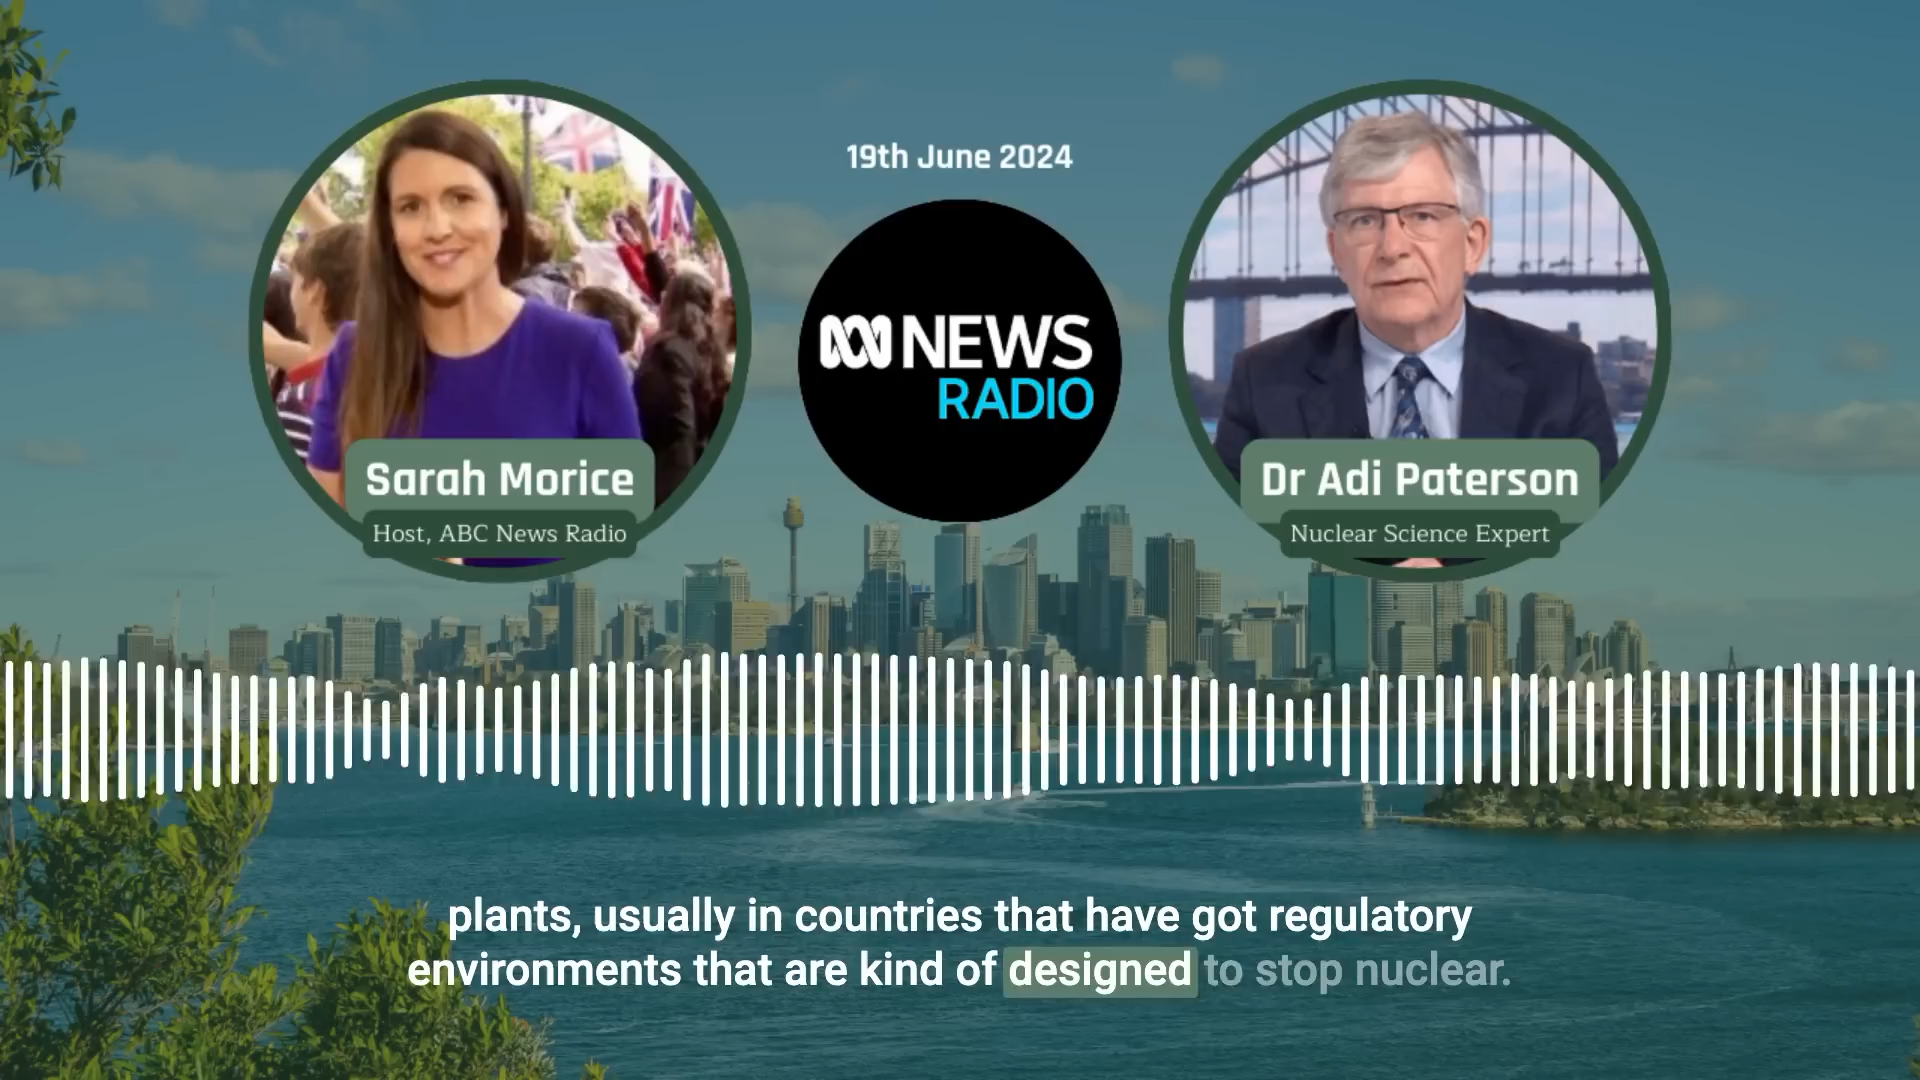 19th June 2024
NEWS
RADIO
Sarah Morice
Host, ABC News Radio
Dr Adi Paterson
Nuclear Science Expert
plants, usually in countries that have got regulatory
environments that are kind of designed to stop nuclear.